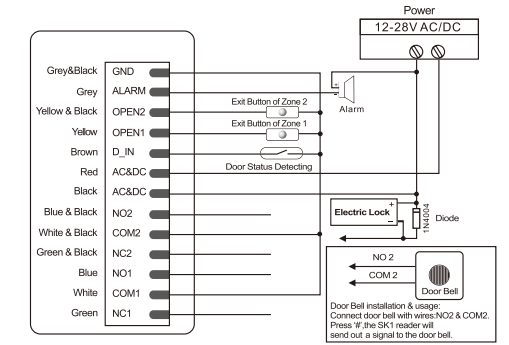 Power
12-28V AC/DC
Grey&Black GND
Grey ALARM
Alarm
Exit Button of Zone 2
Yellow & Black OPEN2
Exit Button of Zone 1
Yellow OPEN1
Brown D_IN
Door Status Detecting
Red AC&DC
Black AC&DC
Blue & Black NO2
Electric Lock + -
1N4004
Diode
White & Black COM2
Green & Black NC2
Blue NO1
White COM1
Green NC1
NO 2
COM 2
Door Bell
Door Bell installation & usage:
Connect door bell with wires:NO2 & COM2.
Press '#',the SK1 reader will
send out a signal to the door bell.